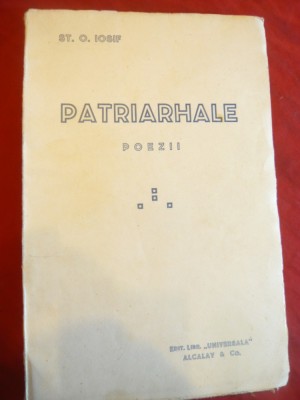 ST. O. IOSIF
PATRIARHALE
POEZII
EDIT. LIBR. „UNIVERSALA"
ALCALAY & Co.